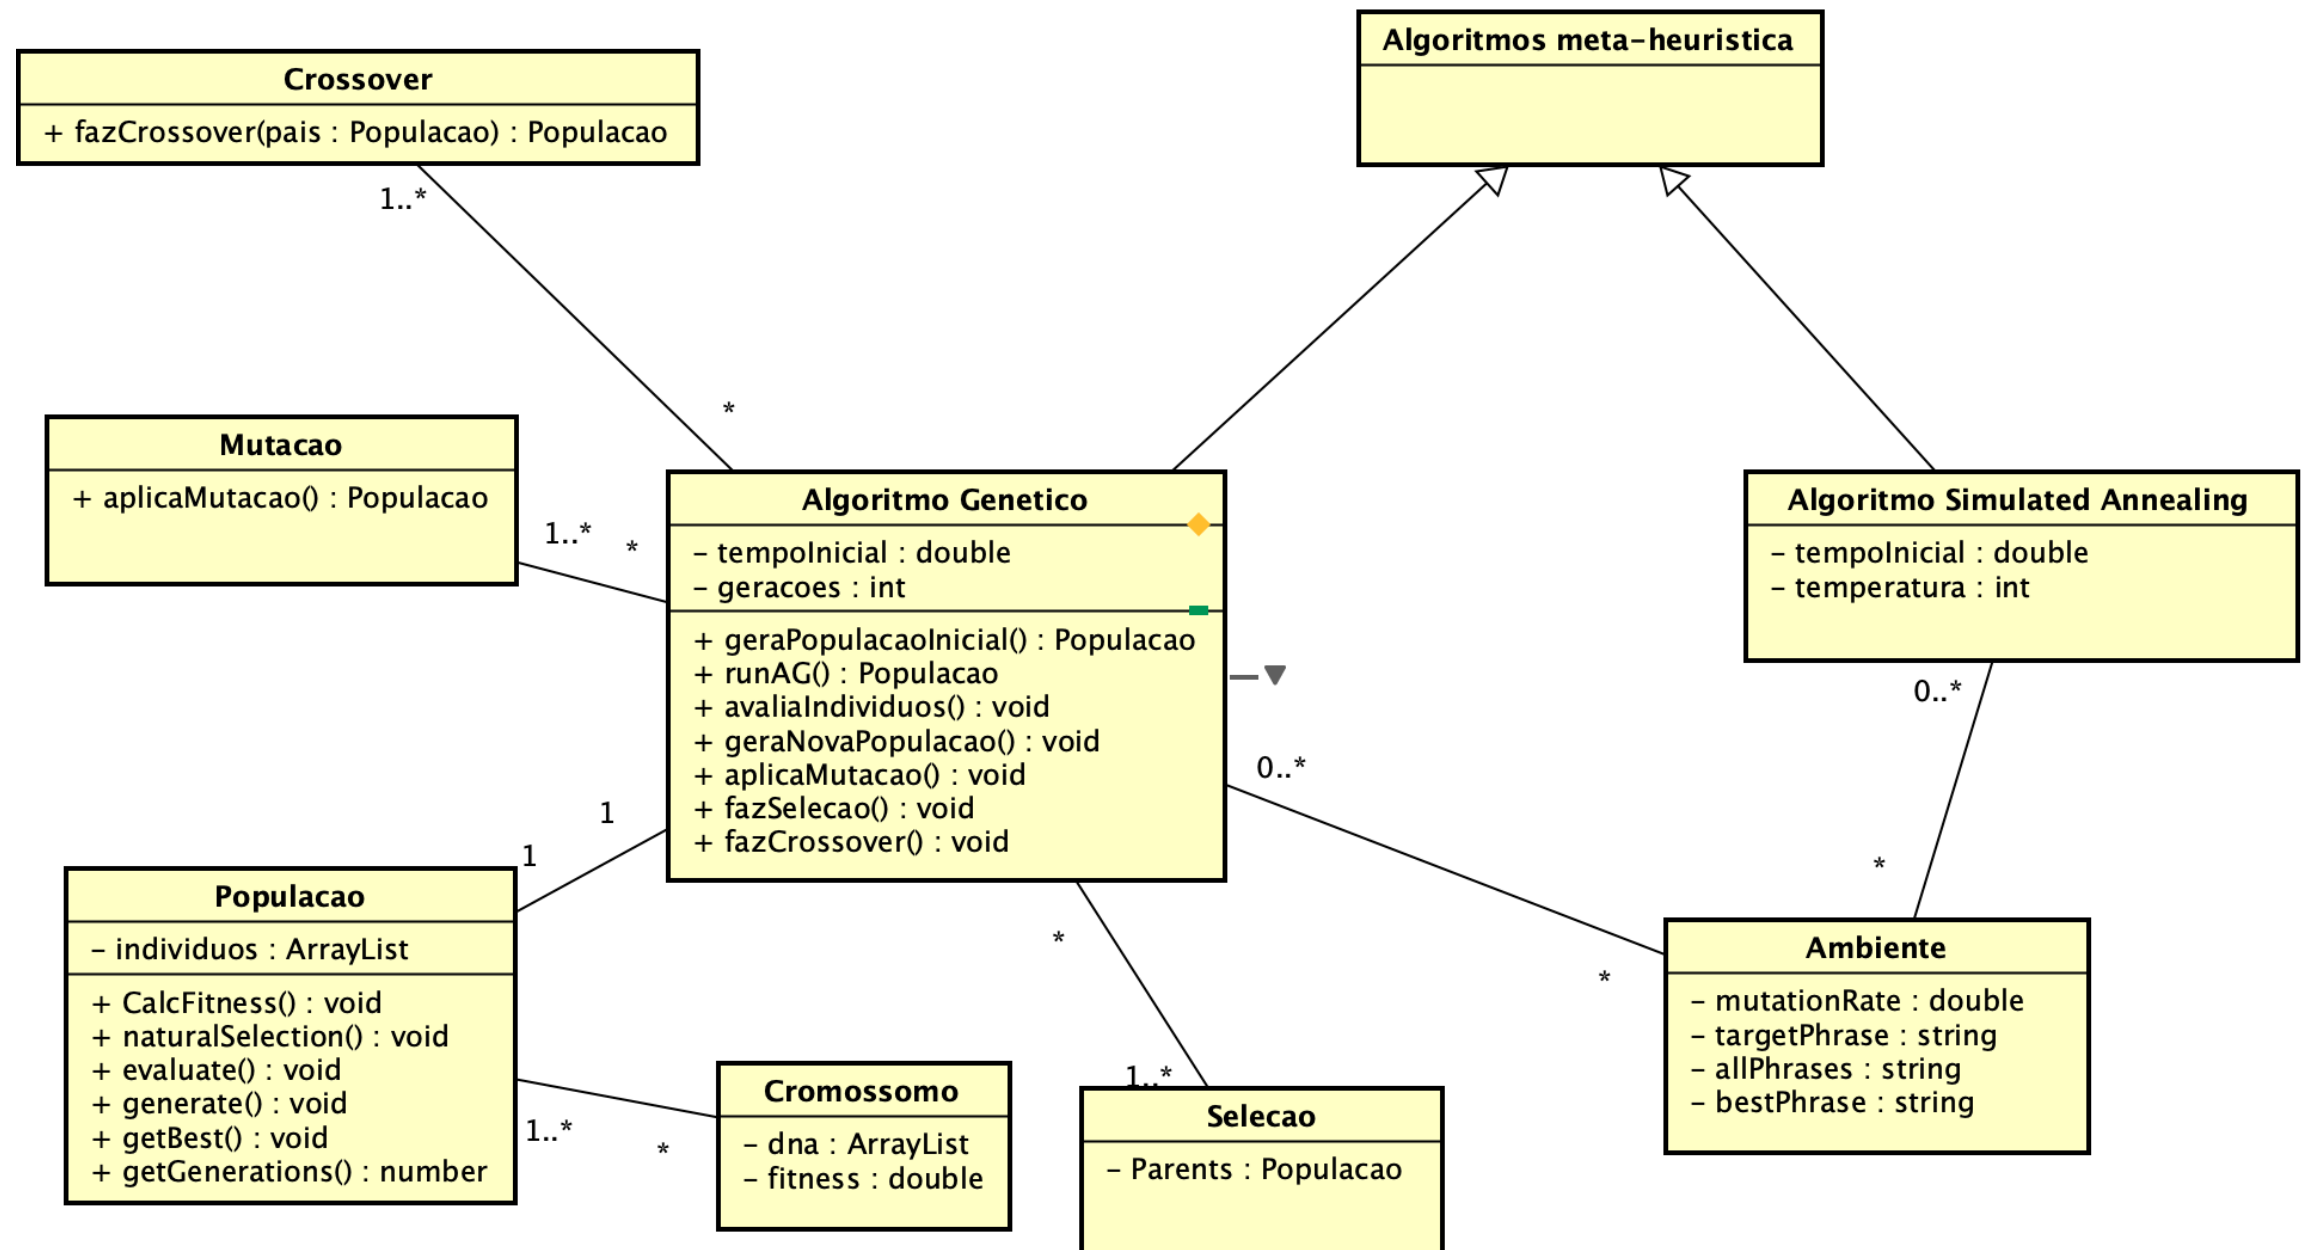 Crossover
+ fazCrossover(pais : Populacao) : Populacao
1..*
*
Algoritmos meta-heuristica
Mutacao
+ aplicaMutacao() : Populacao
1..*
*
Algoritmo Genetico
- tempoInicial : double
- geracoes : int
+ geraPopulacaoInicial() : Populacao
+ runAG() : Populacao
+ avaliaIndividuos() : void
+ geraNovaPopulacao() : void
+ aplicaMutacao() : void
+ fazSelecao() : void
+ fazCrossover() : void
Algoritmo Simulated Annealing
- tempoInicial : double
- temperatura : int
0..*
*
0..*
*
1
1
Populacao
- individuos : ArrayList
+ CalcFitness() : void
+ naturalSelection() : void
+ evaluate() : void
+ generate() : void
+ getBest() : void
+ getGenerations() : number
1..*
*
Cromossomo
- dna : ArrayList
- fitness : double
*
1..*
Selecao
- Parents : Populacao
Ambiente
- mutationRate : double
- targetPhrase : string
- allPhrases : string
- bestPhrase : string